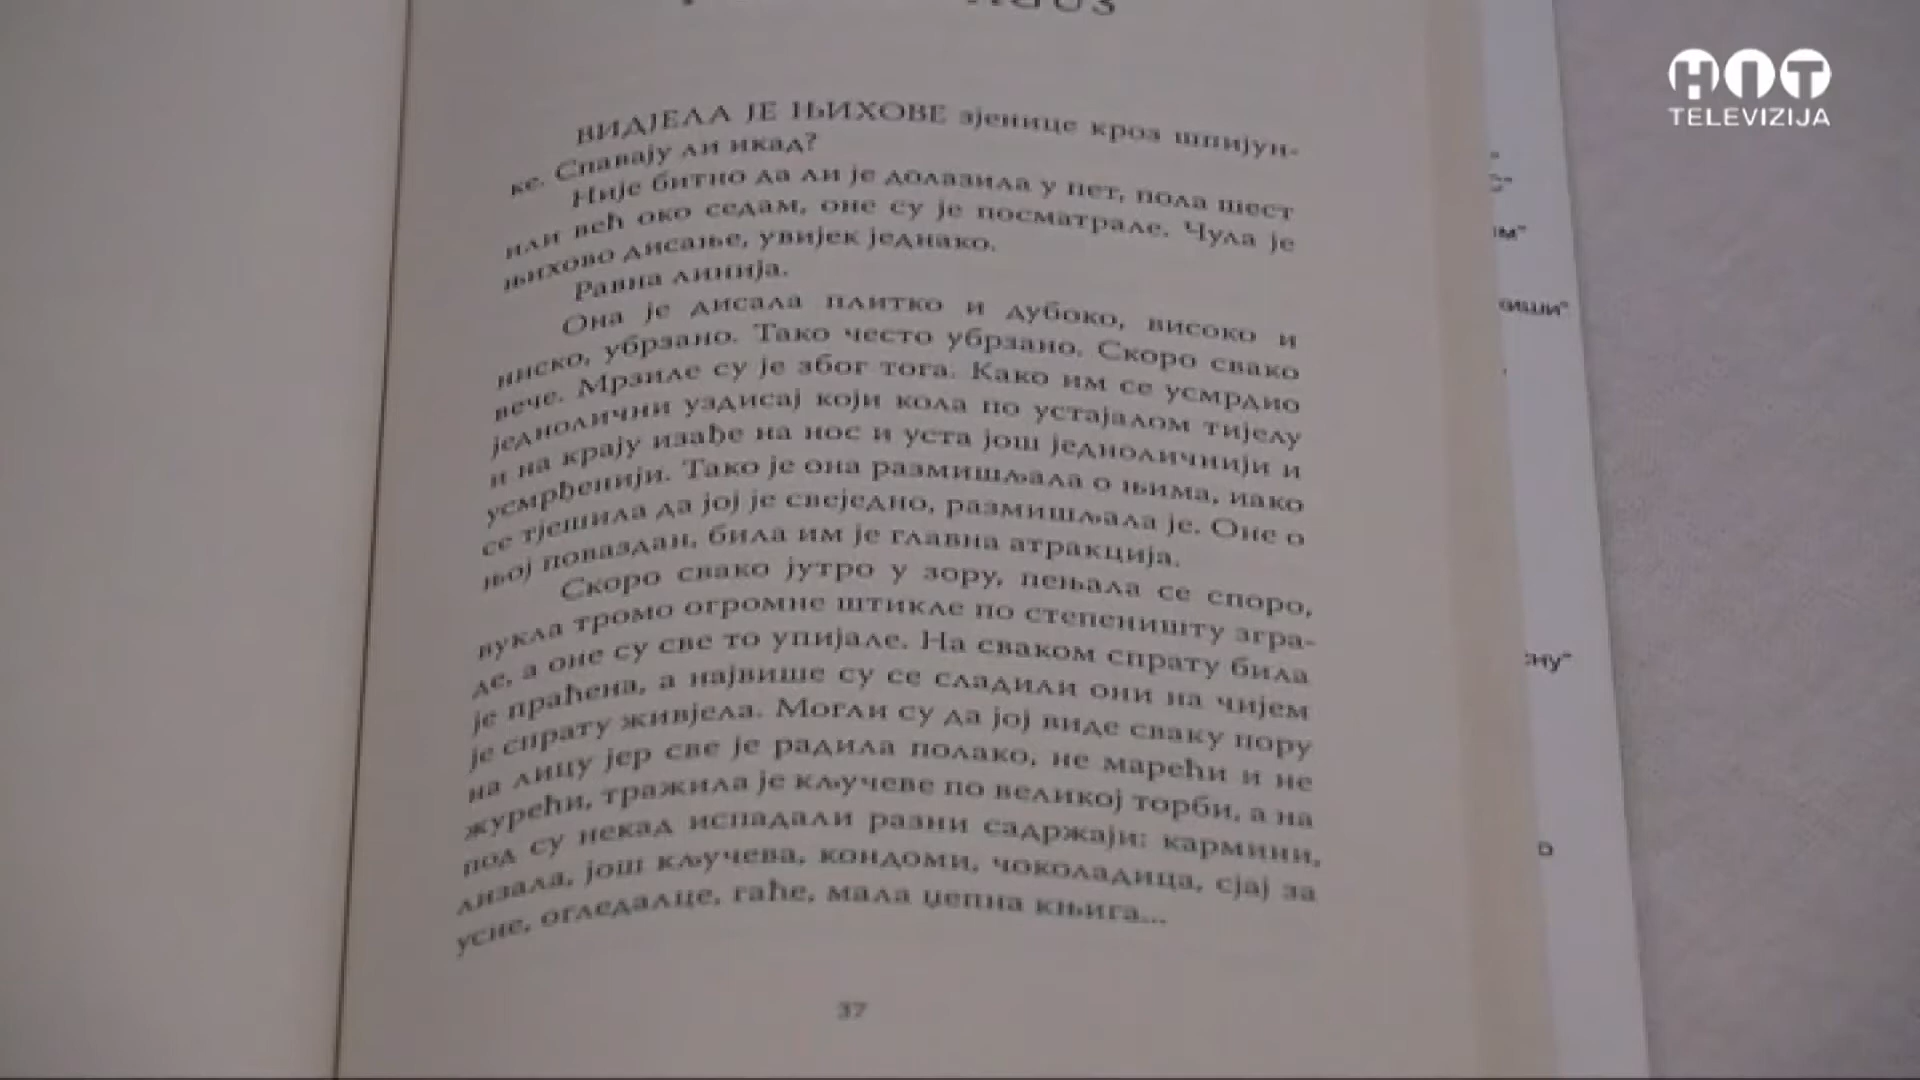 HIT
TELEVIZIJA
ВИДЈЕЛА ЈЕ ЊИХОВЕ зјенице кроз шпијун-
ке. Спавају ли икад?
Није битно да ли је долазила у пет, пола шест
или већ око седам, оне су је посматрале. Чула је
њихово дисање, увијек једнако.
Равна линија.
Она је дисала плитко и дубоко, високо и
ниско, убрзано. Тако често убрзано. Скоро свако
вече. Мрзиле су је због тога. Како им се усмрдио
једнолични уздисај који кола по устајалом тијелу
и на крају изађе на нос и уста још једноличнији и
усмрђенији. Тако је она размишљала о њима, иако
се тјешила да јој је свеједно, размишљала је. Оне о
њој поваздан, била им је главна атракција.
Скоро свако јутро у зору, пењала се споро,
вукла тромо огромне штикле по степеништу згра-
де, а оне су све то упијале. На сваком спрату била
је праћена, а највише су се сладили они на чијем
је спрату живјела. Могли су да јој виде сваку пору
на лицу јер све је радила полако, не марећи и не
журећи, тражила је кључеве по великој торби, а на
под су некад испадали разни садржаји: кармини,
лизала, још кључева, кондоми, чоколадица, сјај за
усне, огледалце, гаће, мала џепна књига...
37